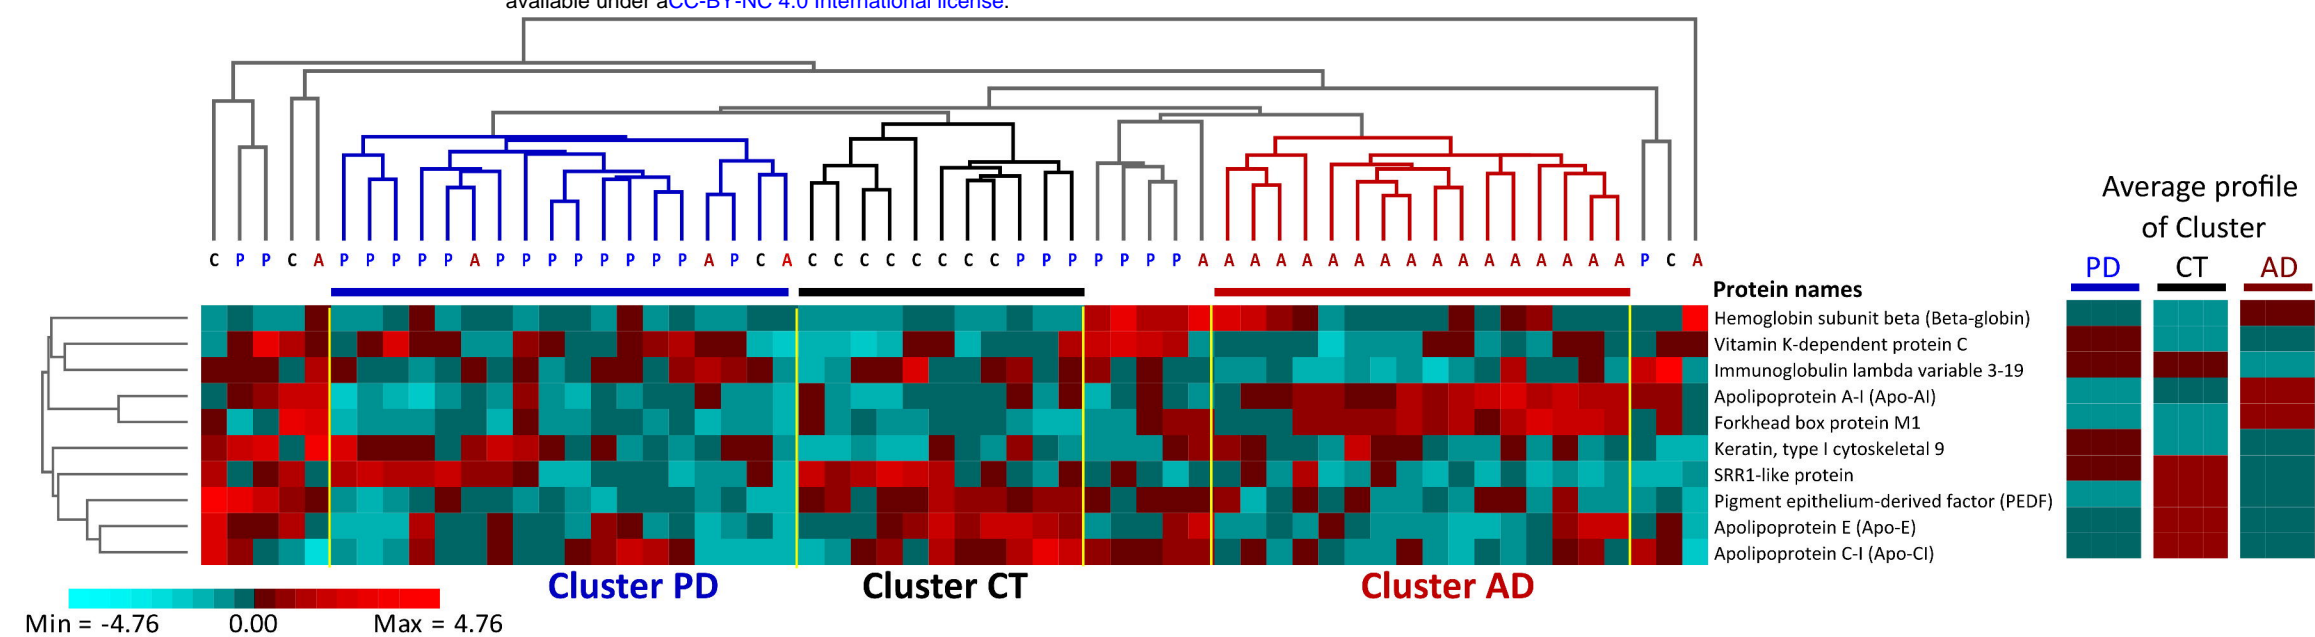 available under aCC-BY-NC 4.0 International license.
Average profile
of Cluster
PD CT AD
C P P C A P P P P P A P P P P P P P P A P C A C C C C C C C C P P P P P P P A A A A A A A A A A A A A A A A A P C A
Protein names
Hemoglobin subunit beta (Beta-globin)
Vitamin K-dependent protein C
Immunoglobulin lambda variable 3-19
Apolipoprotein A-I (Apo-AI)
Forkhead box protein M1
Keratin, type I cytoskeletal 9
SRR1-like protein
Pigment epithelium-derived factor (PEDF)
Apolipoprotein E (Apo-E)
Apolipoprotein C-I (Apo-CI)
Cluster PD Cluster CT Cluster AD
Min = -4.76 0.00 Max = 4.76